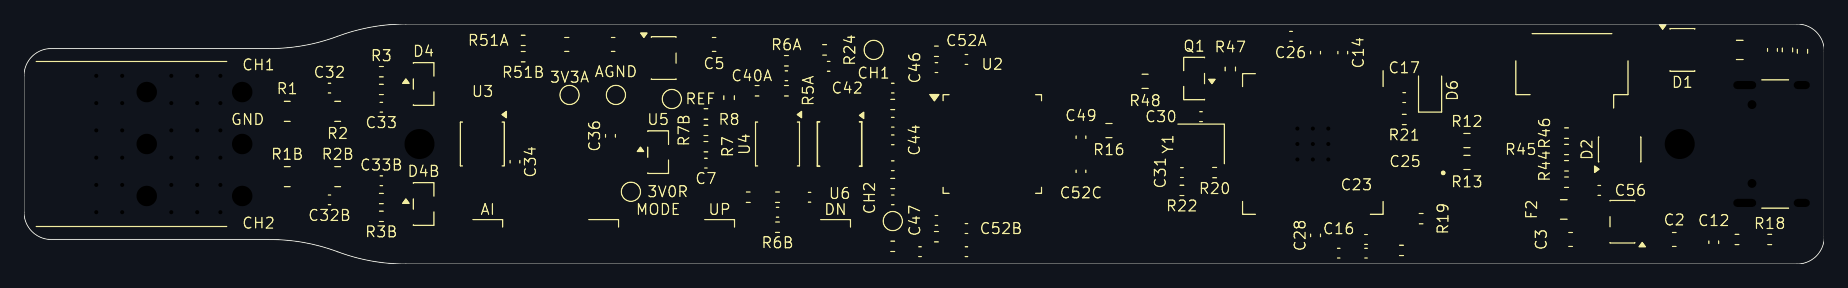 R51A
R51B
3V3A
AGND
C5
R6A
R24
CH1
C46
C52A
U2
Q1
R47
C26
C14
C17
D6
D1
CH1
R3
D4
C32
R1
C33
GND
R2
U3
C40A
R5A
C42
REF
R8
U5
R7B
R7
U4
C36
C34
C44
C49
R16
R48
C30
Y1
C31
R20
R22
R21
C25
C23
R12
R13
R45
R46
R44
D2
C56
R1B
R2B
C33B
D4B
C32B
R3B
CH2
AI
3V0R
MODE
C7
UP
R6B
U6
DN
CH2
C47
C52B
C52C
C28
C16
R19
F2
C3
C2
C12
R18